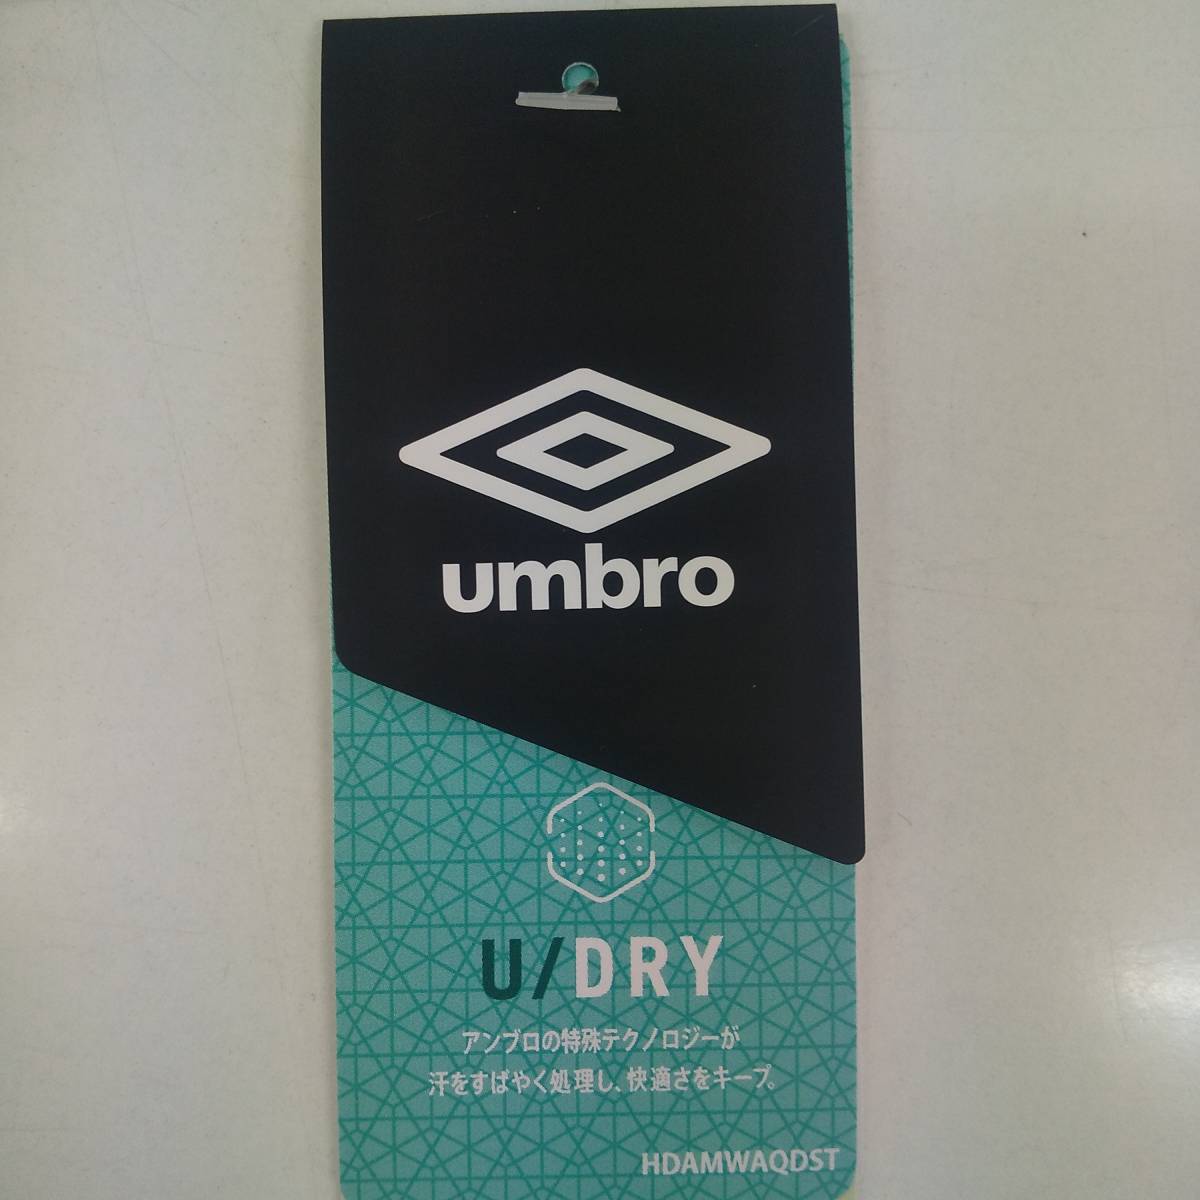 umbro
U/DRY
アンブロの特殊テクノロジーが
汗をすばやく処理し、快適さをキープ。
HDAMWAQDST